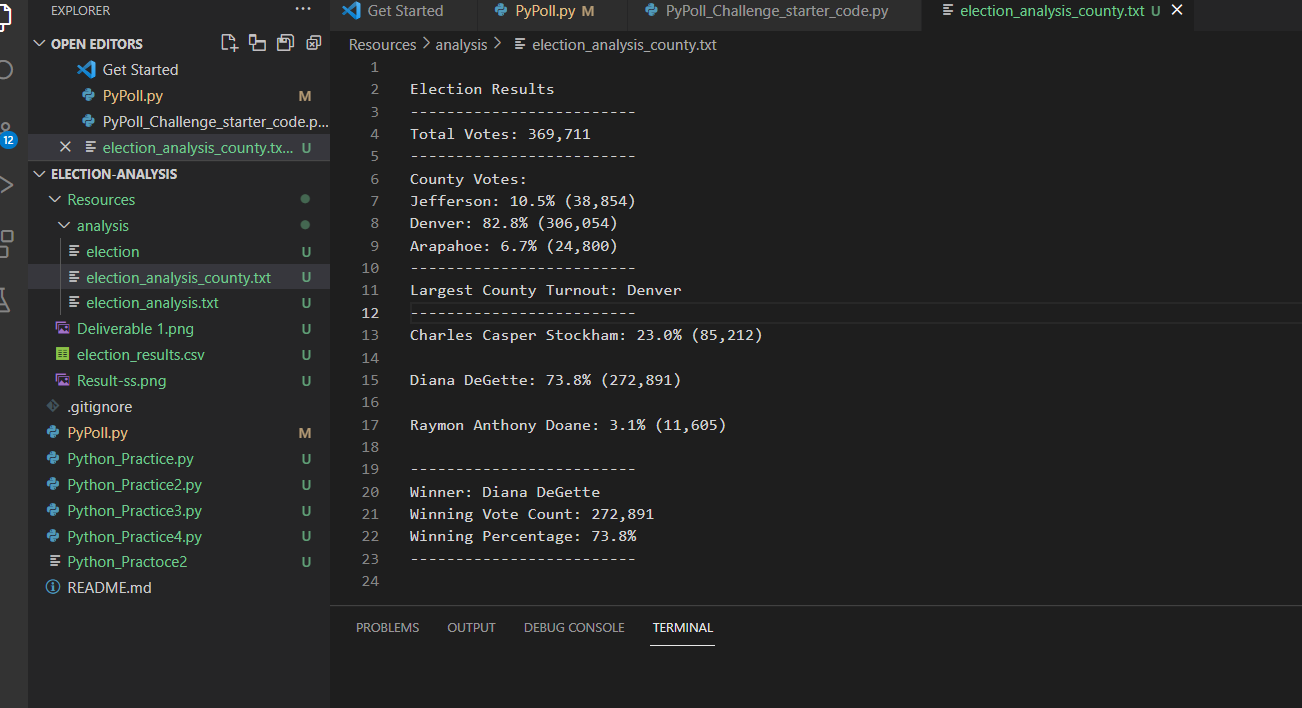 EXPLORER
Get Started
PyPoll.py M
PyPoll_Challenge_starter_code.py
election_analysis_county.txt U
OPEN EDITORS
Get Started
PyPoll.py M
PyPoll_Challenge_starter_code.p...
election_analysis_county.tx... U
12
ELECTION-ANALYSIS
Resources
analysis
election U
election_analysis_county.txt U
election_analysis.txt U
Deliverable 1.png U
election_results.csv U
Result-ss.png U
.gitignore
PyPoll.py M
Python_Practice.py U
Python_Practice2.py U
Python_Practice3.py U
Python_Practice4.py U
Python_Practoce2 U
README.md
Resources > analysis > election_analysis_county.txt
1
2 Election Results
3 -------------------------
4 Total Votes: 369,711
5 -------------------------
6 County Votes:
7 Jefferson: 10.5% (38,854)
8 Denver: 82.8% (306,054)
9 Arapahoe: 6.7% (24,800)
10 -------------------------
11 Largest County Turnout: Denver
12 -------------------------
13 Charles Casper Stockham: 23.0% (85,212)
14
15 Diana DeGette: 73.8% (272,891)
16
17 Raymon Anthony Doane: 3.1% (11,605)
18
19 -------------------------
20 Winner: Diana DeGette
21 Winning Vote Count: 272,891
22 Winning Percentage: 73.8%
23 -------------------------
24
PROBLEMS OUTPUT DEBUG CONSOLE TERMINAL